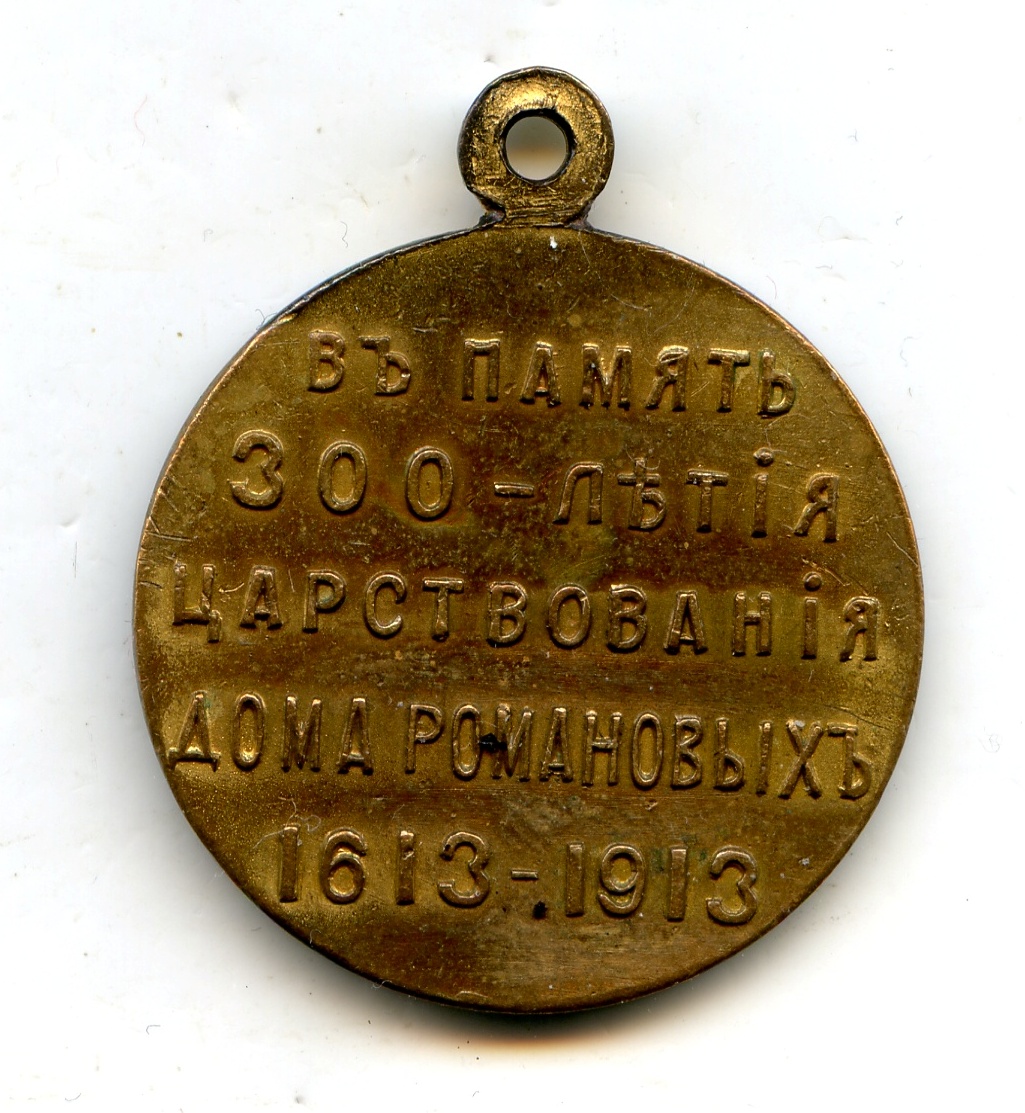 ВЪ ПАМЯТЬ
300-ЛѢТІЯ
ЦАРСТВОВАНІЯ
ДОМА РОМАНОВЫХЪ
1613-1913